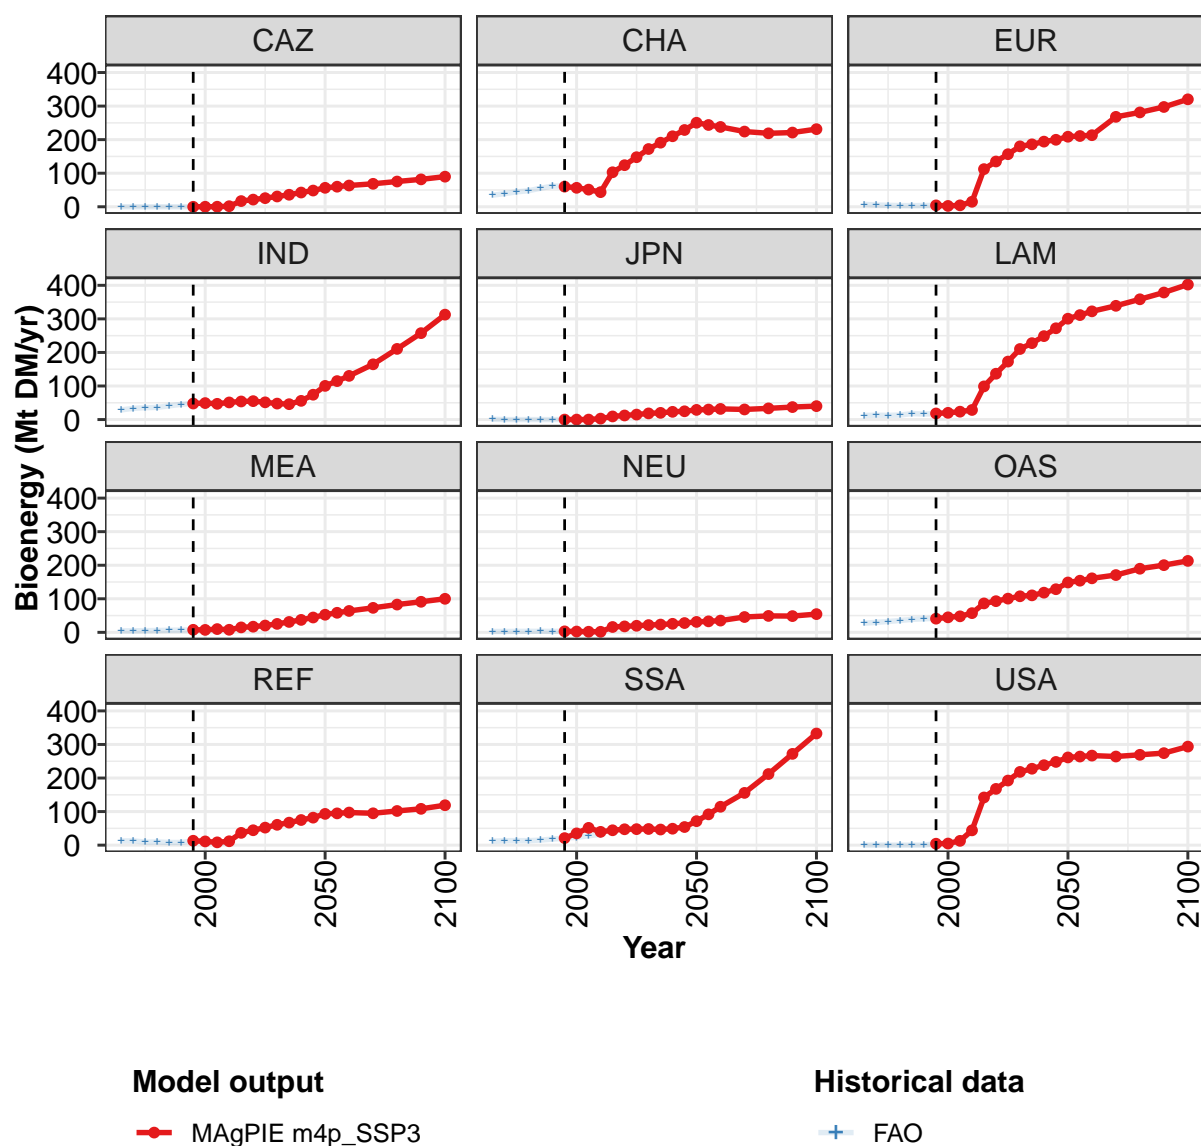 CAZ CHA EUR
400
300
200
100
0
IND JPN LAM
400
300
200
100
0
MEA NEU OAS
400
300
200
100
0
REF SSA USA
400
300
200
100
0
2000 2050 2100 2000 2050 2100 2000 2050 2100
Bioenergy (Mt DM/yr)
Year
Model output Historical data
MAgPIE m4p_SSP3 FAO